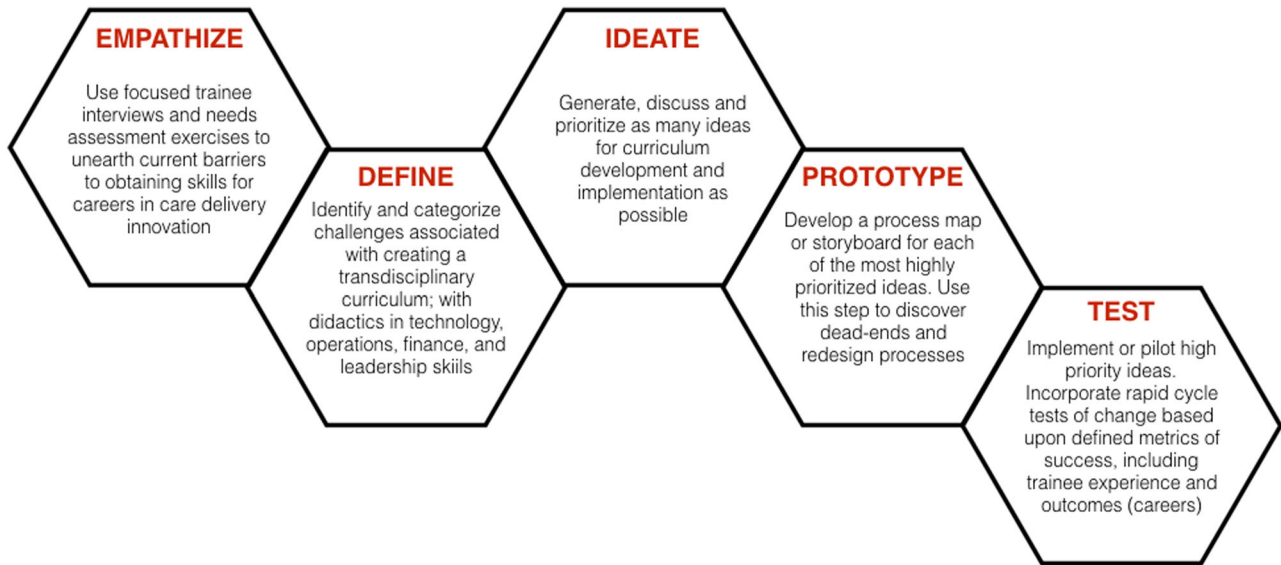 EMPATHIZE
Use focused trainee
interviews and needs
assessment exercises to
unearth current barriers
to obtaining skills for
careers in care delivery
innovation
DEFINE
Identify and categorize
challenges associated
with creating a
transdisciplinary
curriculum; with
didactics in technology,
operations, finance, and
leadership skills
IDEATE
Generate, discuss and
prioritize as many ideas
for curriculum
development and
implementation as
possible
PROTOTYPE
Develop a process map
or storyboard for each
of the most highly
prioritized ideas. Use
this step to discover
dead-ends and
redesign processes
TEST
Implement or pilot high
priority ideas.
Incorporate rapid cycle
tests of change based
upon defined metrics of
success, including
trainee experience and
outcomes (careers)